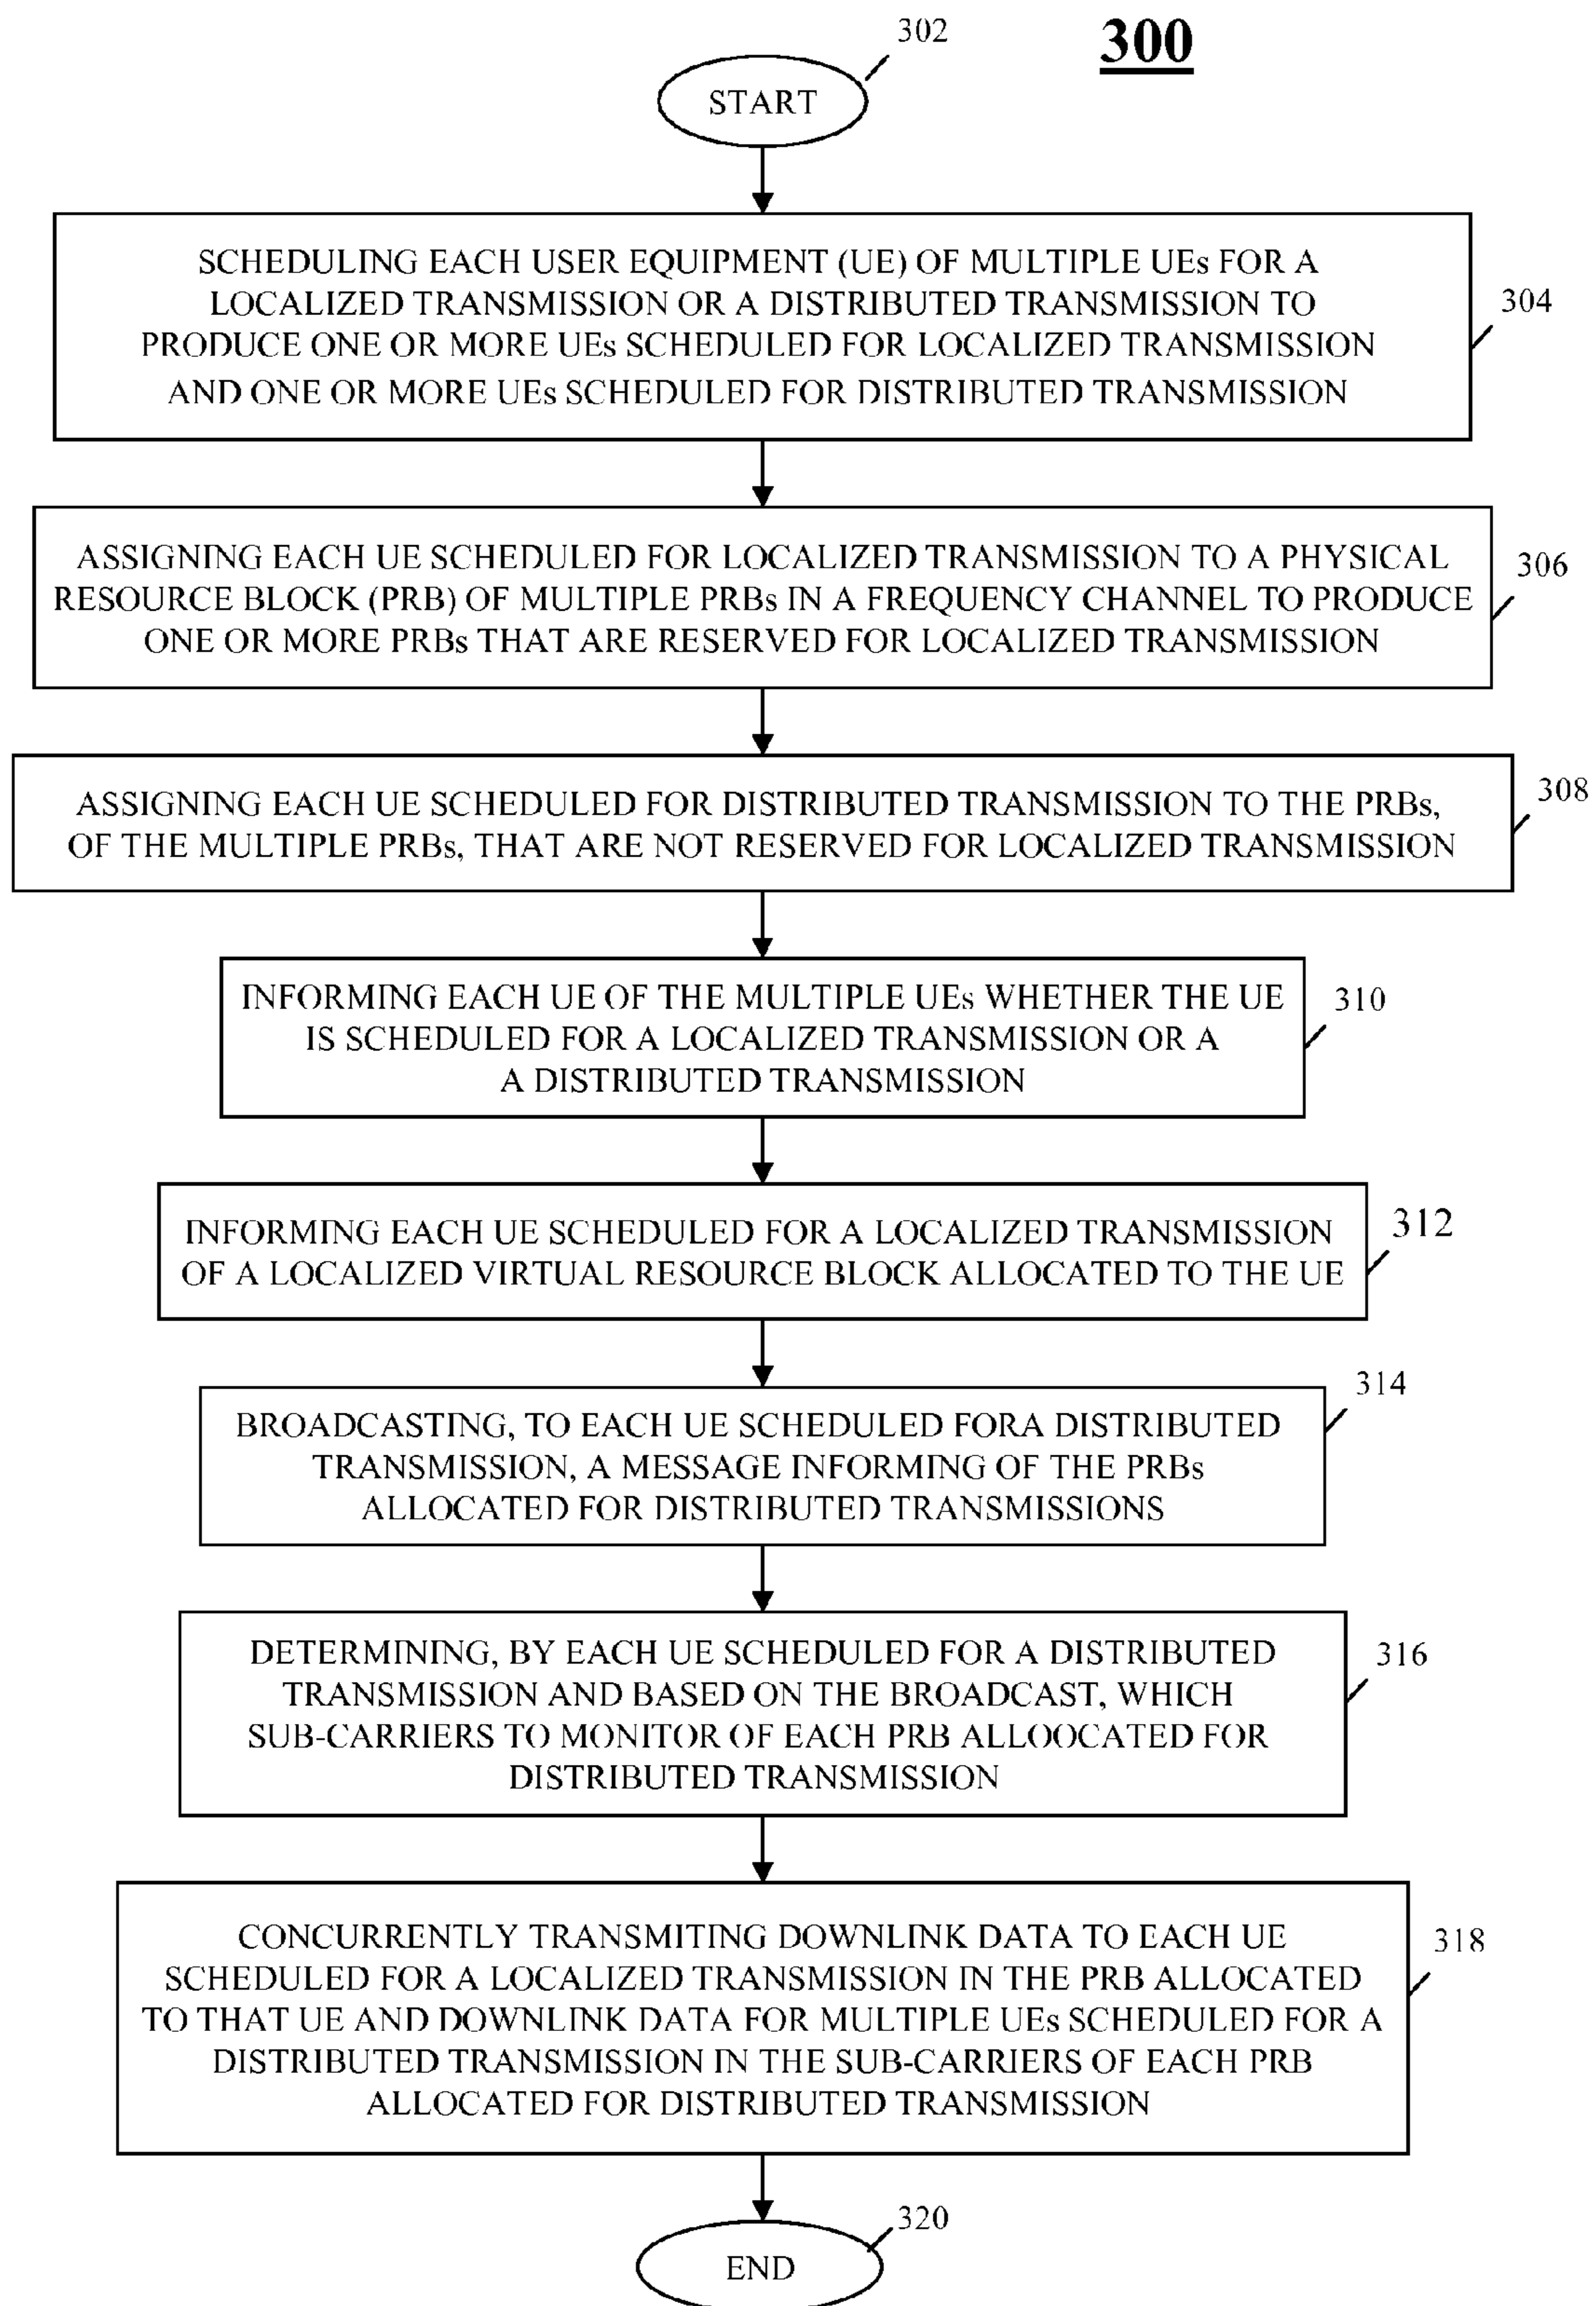 302
300
START
SCHEDULING EACH USER EQUIPMENT (UE) OF MULTIPLE UEs FOR A
LOCALIZED TRANSMISSION OR A DISTRIBUTED TRANSMISSION TO
PRODUCE ONE OR MORE UEs SCHEDULED FOR LOCALIZED TRANSMISSION
AND ONE OR MORE UEs SCHEDULED FOR DISTRIBUTED TRANSMISSION
304
ASSIGNING EACH UE SCHEDULED FOR LOCALIZED TRANSMISSION TO A PHYSICAL
RESOURCE BLOCK (PRB) OF MULTIPLE PRBs IN A FREQUENCY CHANNEL TO PRODUCE
ONE OR MORE PRBs THAT ARE RESERVED FOR LOCALIZED TRANSMISSION
306
ASSIGNING EACH UE SCHEDULED FOR DISTRIBUTED TRANSMISSION TO THE PRBs,
OF THE MULTIPLE PRBs, THAT ARE NOT RESERVED FOR LOCALIZED TRANSMISSION
308
INFORMING EACH UE OF THE MULTIPLE UEs WHETHER THE UE
IS SCHEDULED FOR A LOCALIZED TRANSMISSION OR A
A DISTRIBUTED TRANSMISSION
310
INFORMING EACH UE SCHEDULED FOR A LOCALIZED TRANSMISSION
OF A LOCALIZED VIRTUAL RESOURCE BLOCK ALLOCATED TO THE UE
312
BROADCASTING, TO EACH UE SCHEDULED FORA DISTRIBUTED
TRANSMISSION, A MESSAGE INFORMING OF THE PRBs
ALLOCATED FOR DISTRIBUTED TRANSMISSIONS
314
DETERMINING, BY EACH UE SCHEDULED FOR A DISTRIBUTED
TRANSMISSION AND BASED ON THE BROADCAST, WHICH
SUB-CARRIERS TO MONITOR OF EACH PRB ALLOOCATED FOR
DISTRIBUTED TRANSMISSION
316
CONCURRENTLY TRANSMITING DOWNLINK DATA TO EACH UE
SCHEDULED FOR A LOCALIZED TRANSMISSION IN THE PRB ALLOCATED
TO THAT UE AND DOWNLINK DATA FOR MULTIPLE UEs SCHEDULED FOR A
DISTRIBUTED TRANSMISSION IN THE SUB-CARRIERS OF EACH PRB
ALLOCATED FOR DISTRIBUTED TRANSMISSION
318
320
END